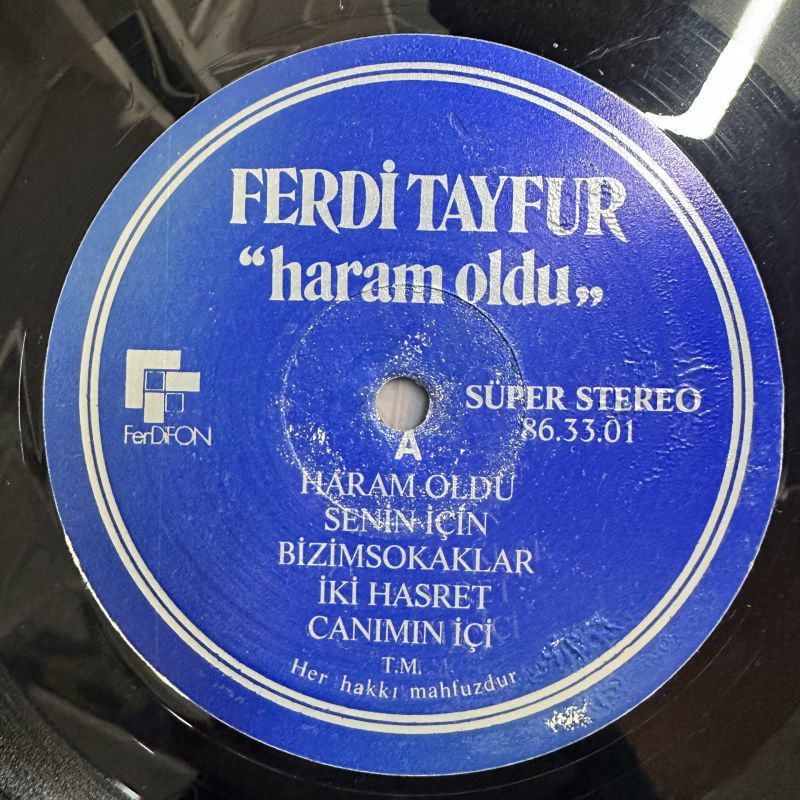 FERDİ TAYFUR
“haram oldu„
FerDİFON
SÜPER STEREO
86.33.01
A
HARAM OLDU
SENİN İÇİN
BİZİMSOKAKLAR
İKİ HASRET
CANIMIN İÇİ
T.M.
Her hakkı mahfuzdur